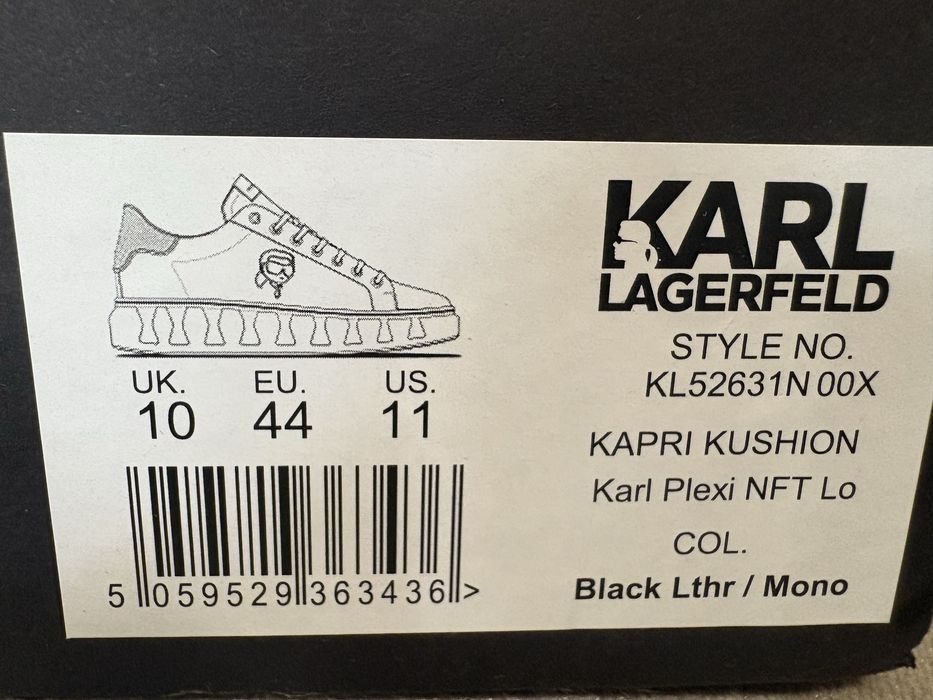 KARL
LAGERFELD
STYLE NO.
KL52631N 00X
KAPRI KUSHION
Karl Plexi NFT Lo
COL.
Black Lthr / Mono
UK. EU. US.
10 44 11
5 059529 363436 >